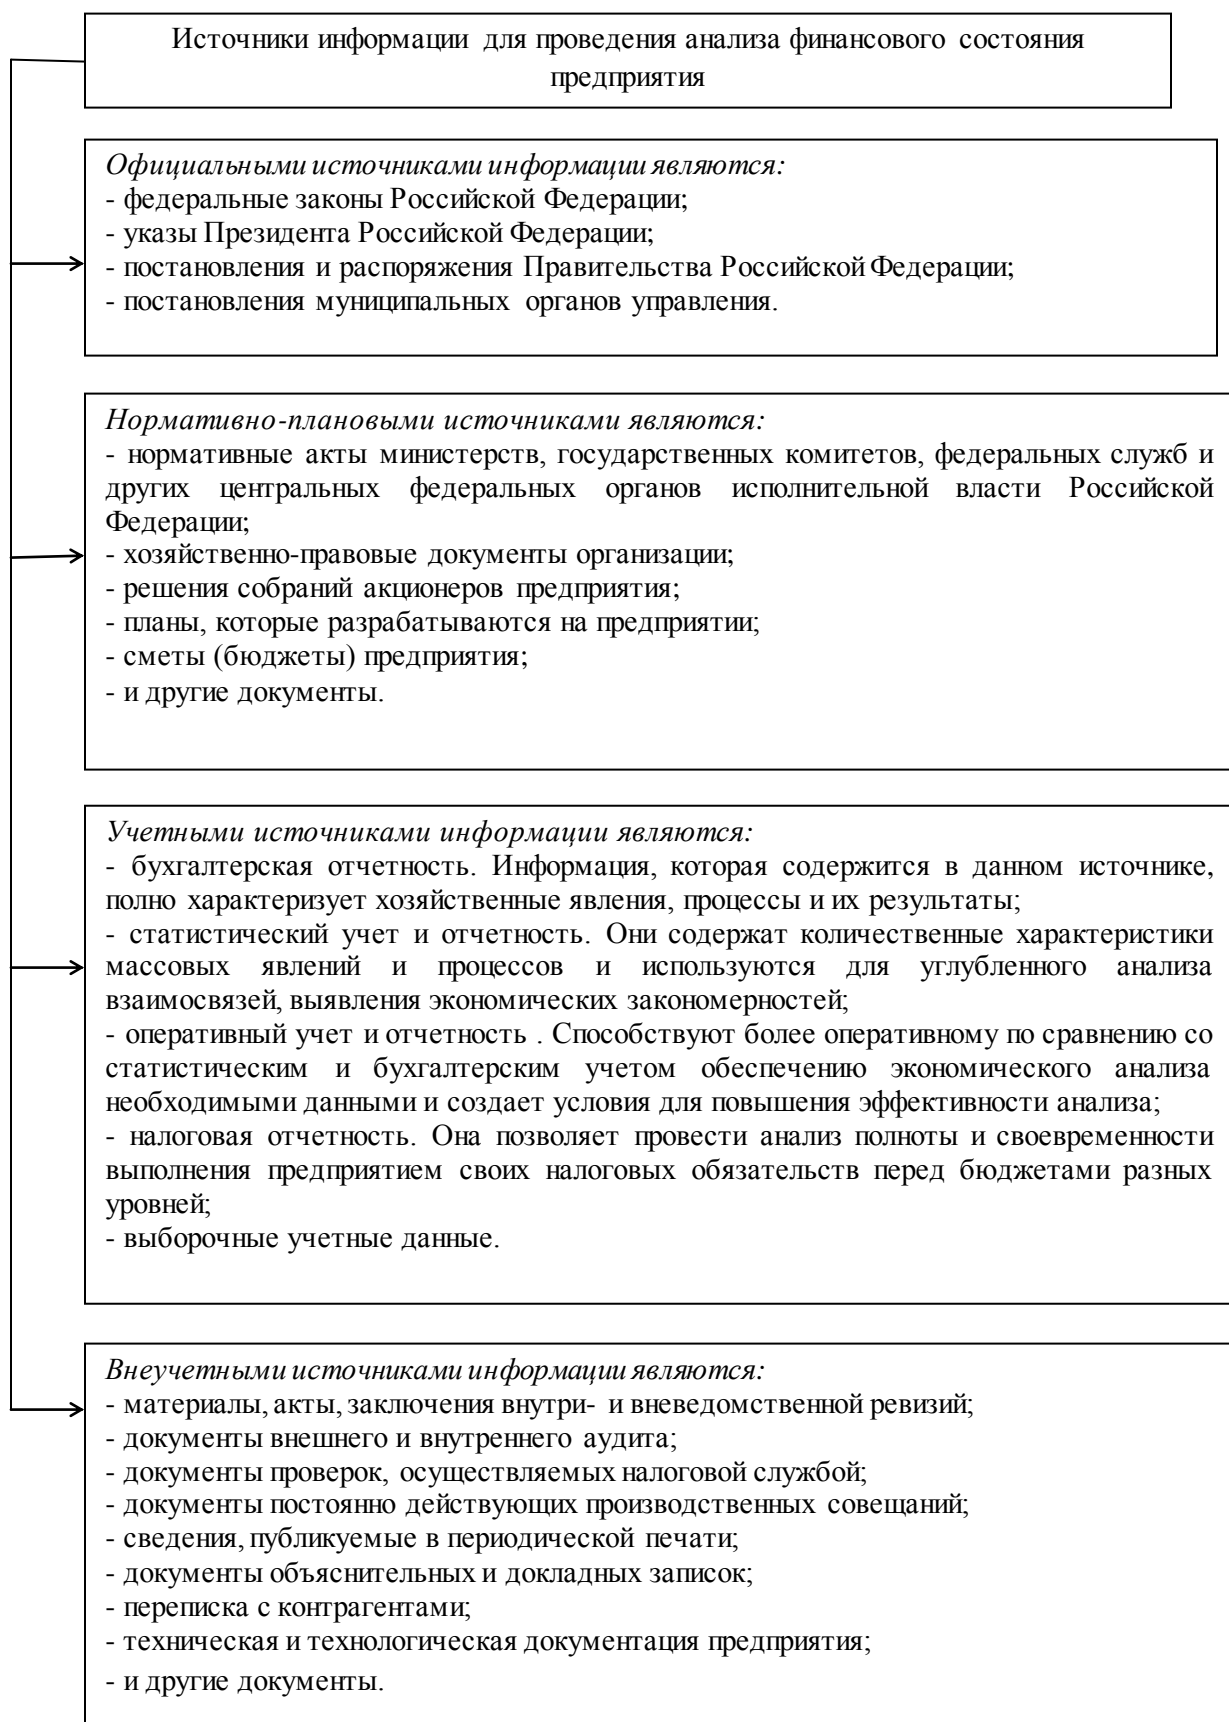 Источники информации для проведения анализа финансового состояния
предприятия
Официальными источниками информации являются:
- федеральные законы Российской Федерации;
- указы Президента Российской Федерации;
- постановления и распоряжения Правительства Российской Федерации;
- постановления муниципальных органов управления.
Нормативно-плановыми источниками являются:
- нормативные акты министерств, государственных комитетов, федеральных служб и
других центральных федеральных органов исполнительной власти Российской
Федерации;
- хозяйственно-правовые документы организации;
- решения собраний акционеров предприятия;
- планы, которые разрабатываются на предприятии;
- сметы (бюджеты) предприятия;
- и другие документы.
Учетными источниками информации являются:
- бухгалтерская отчетность. Информация, которая содержится в данном источнике,
полно характеризует хозяйственные явления, процессы и их результаты;
- статистический учет и отчетность. Они содержат количественные характеристики
массовых явлений и процессов и используются для углубленного анализа
взаимосвязей, выявления экономических закономерностей;
- оперативный учет и отчетность . Способствуют более оперативному по сравнению со
статистическим и бухгалтерским учетом обеспечению экономического анализа
необходимыми данными и создает условия для повышения эффективности анализа;
- налоговая отчетность. Она позволяет провести анализ полноты и своевременности
выполнения предприятием своих налоговых обязательств перед бюджетами разных
уровней;
- выборочные учетные данные.
Внеучетными источниками информации являются:
- материалы, акты, заключения внутри- и вневедомственной ревизий;
- документы внешнего и внутреннего аудита;
- документы проверок, осуществляемых налоговой службой;
- документы постоянно действующих производственных совещаний;
- сведения, публикуемые в периодической печати;
- документы объяснительных и докладных записок;
- переписка с контрагентами;
- техническая и технологическая документация предприятия;
- и другие документы.